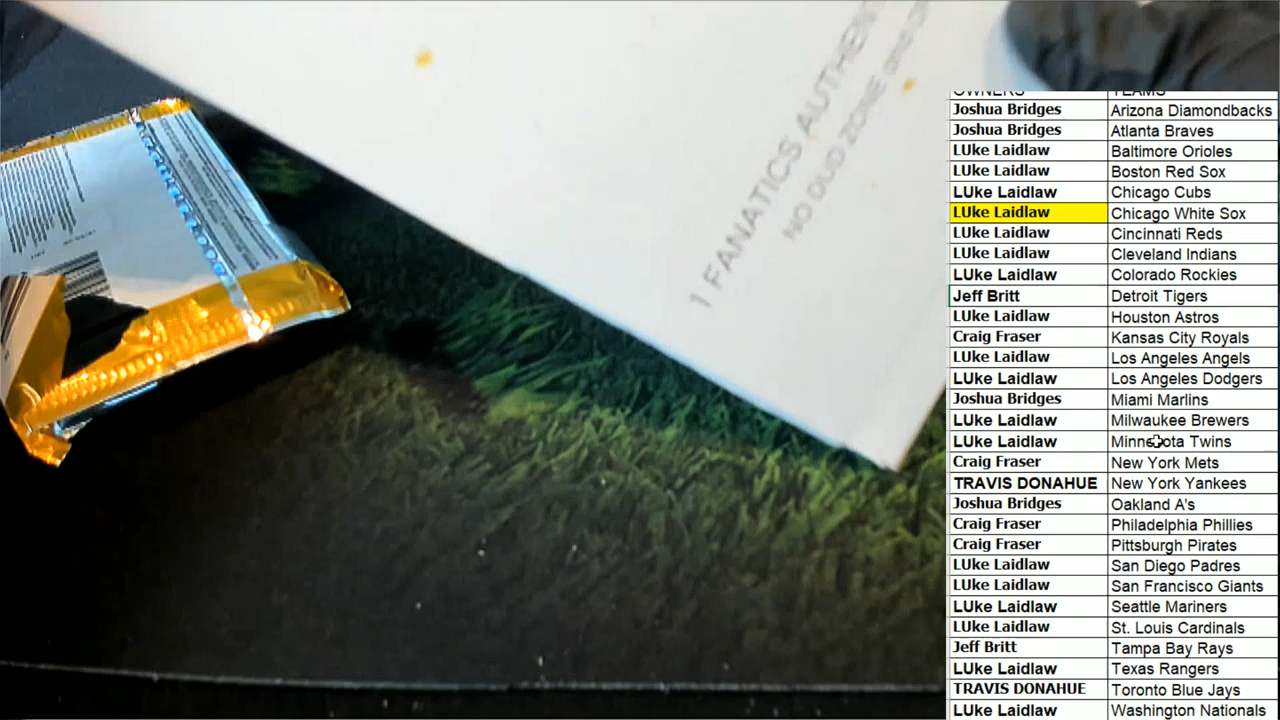 1 FANATICS AUTHEN
NO DUD ZONE and
OWNERS TEAMS
Joshua Bridges Arizona Diamondbacks
Joshua Bridges Atlanta Braves
LUke Laidlaw Baltimore Orioles
LUke Laidlaw Boston Red Sox
LUke Laidlaw Chicago Cubs
LUke Laidlaw Chicago White Sox
LUke Laidlaw Cincinnati Reds
LUke Laidlaw Cleveland Indians
LUke Laidlaw Colorado Rockies
Jeff Britt Detroit Tigers
LUke Laidlaw Houston Astros
Craig Fraser Kansas City Royals
LUke Laidlaw Los Angeles Angels
LUke Laidlaw Los Angeles Dodgers
Joshua Bridges Miami Marlins
LUke Laidlaw Milwaukee Brewers
LUke Laidlaw Minnesota Twins
Craig Fraser New York Mets
TRAVIS DONAHUE New York Yankees
Joshua Bridges Oakland A's
Craig Fraser Philadelphia Phillies
Craig Fraser Pittsburgh Pirates
LUke Laidlaw San Diego Padres
LUke Laidlaw San Francisco Giants
LUke Laidlaw Seattle Mariners
LUke Laidlaw St. Louis Cardinals
Jeff Britt Tampa Bay Rays
LUke Laidlaw Texas Rangers
TRAVIS DONAHUE Toronto Blue Jays
LUke Laidlaw Washington Nationals